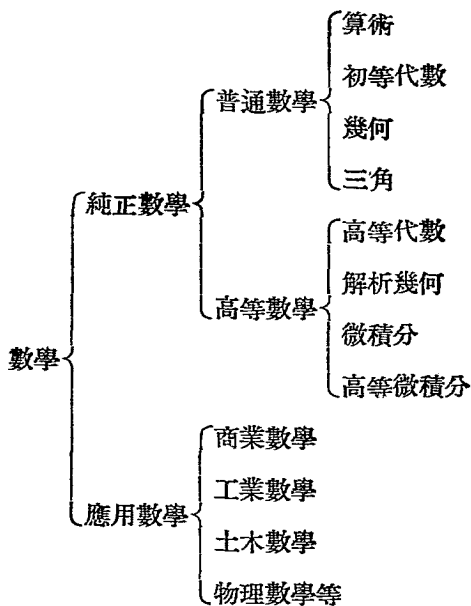 數學
純正數學
普通數學
算術
初等代數
幾何
三角
高等數學
高等代數
解析幾何
微積分
高等微積分
應用數學
商業數學
工業數學
土木數學
物理數學等